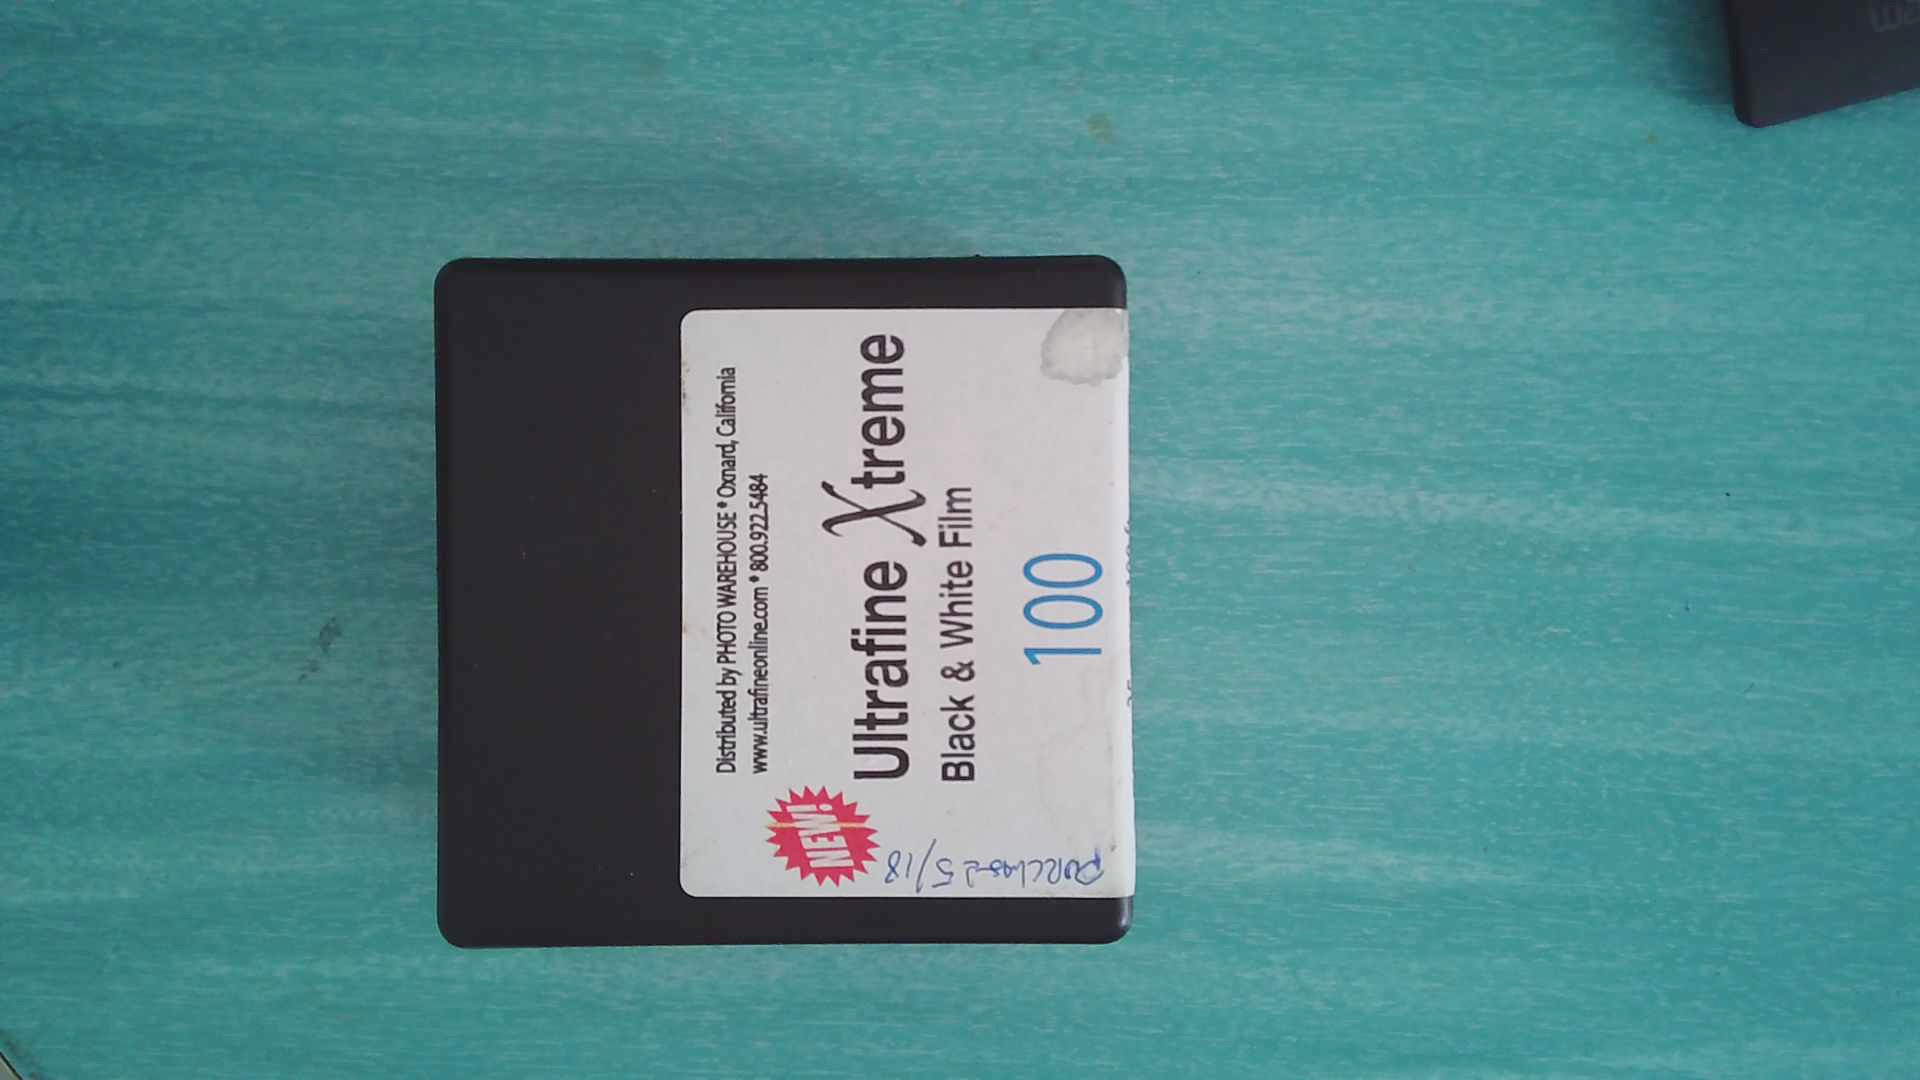 Distributed by PHOTO WAREHOUSE * Oxnard, California
www.ultrafineonline.com * 800.922.5484
NEW!
Ultrafine Xtreme
Black & White Film
100
PURChased 5/18